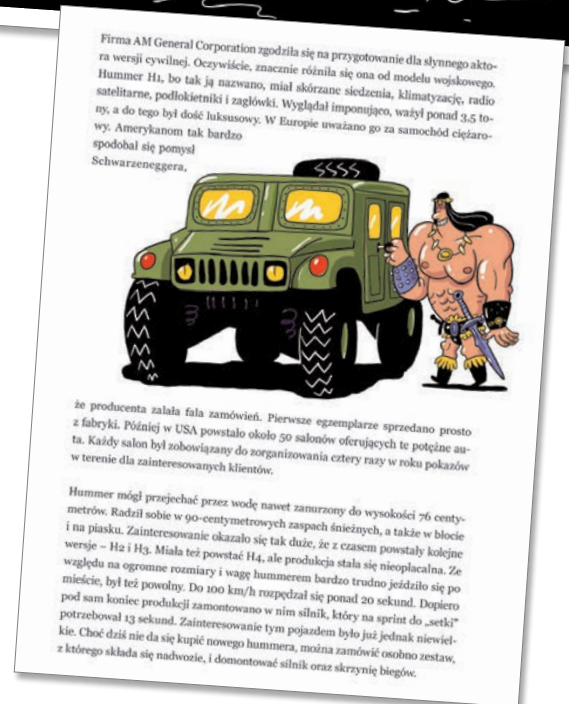 Firma AM General Corporation zgodziła się na przygotowanie dla słynnego akto-
ra wersji cywilnej. Oczywiście, znacznie różniła się ona od modelu wojskowego.
Hummer H1, bo tak ją nazwano, miał skórzane siedzenia, klimatyzację, radio
satelitarne, podłokietniki i zagłówki. Wyglądał imponująco, ważył ponad 3,5 to-
ny, a do tego był dość luksusowy. W Europie uważano go za samochód ciężaro-
wy. Amerykanom tak bardzo
spodobał się pomysł
Schwarzeneggera,
że producenta zalała fala zamówień. Pierwsze egzemplarze sprzedano prosto
z fabryki. Później w USA powstało około 50 salonów oferujących te potężne au-
ta. Każdy salon był zobowiązany do zorganizowania cztery razy w roku pokazów
w terenie dla zainteresowanych klientów.
Hummer mógł przejechać przez wodę nawet zanurzony do wysokości 76 centy-
metrów. Radził sobie w 90-centymetrowych zaspach śnieżnych, a także w błocie
i na piasku. Zainteresowanie okazało się tak duże, że z czasem powstały kolejne
wersje – H2 i H3. Miała też powstać H4, ale produkcja stała się nieopłacalna. Ze
względu na ogromne rozmiary i wagę hummerem bardzo trudno jeździło się po
mieście, był też powolny. Do 100 km/h rozpędzał się ponad 20 sekund. Dopiero
pod sam koniec produkcji zamontowano w nim silnik, który na sprint do „setki”
potrzebował 13 sekund. Zainteresowanie tym pojazdem było już jednak niewiel-
kie. Choć dziś nie da się kupić nowego hummera, można zamówić osobno zestaw,
z którego składa się nadwozie, i domontować silnik oraz skrzynię biegów.